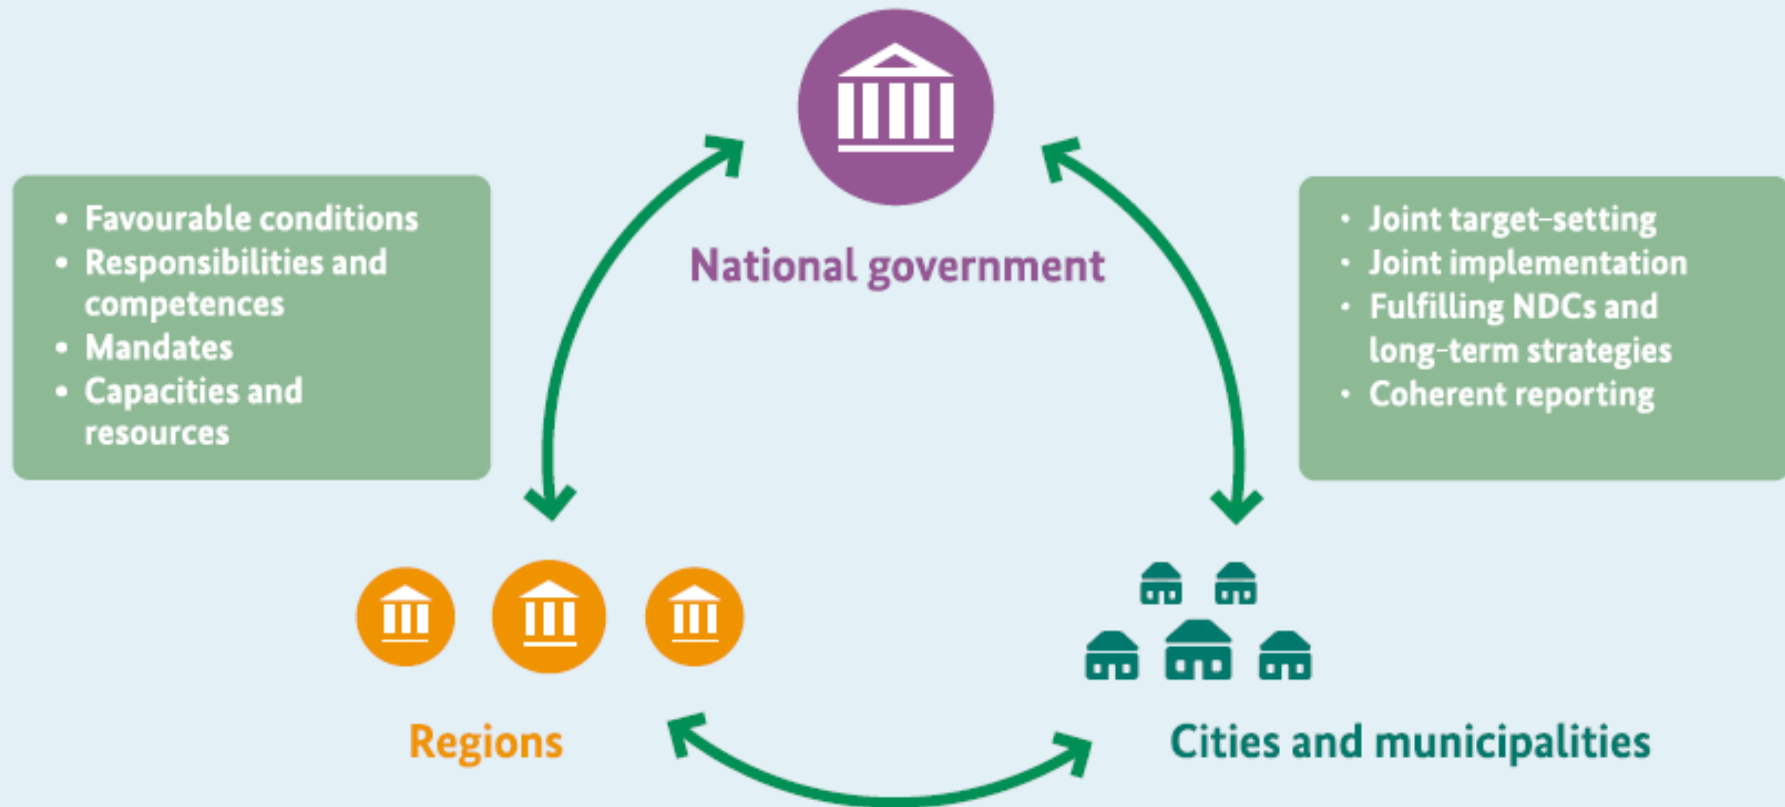 National government
• Favourable conditions
• Responsibilities and
competences
• Mandates
• Capacities and
resources
• Joint target-setting
• Joint implementation
• Fulfilling NDCs and
long-term strategies
• Coherent reporting
Regions
Cities and municipalities